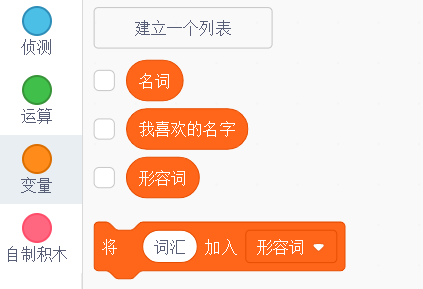 侦测
运算
变量
自制积木
建立一个列表
名词
我喜欢的名字
形容词
将 词汇 加入 形容词